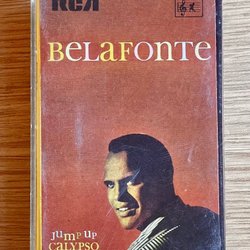 RCA
BELAFONTE
JUMP UP
CALYPSO